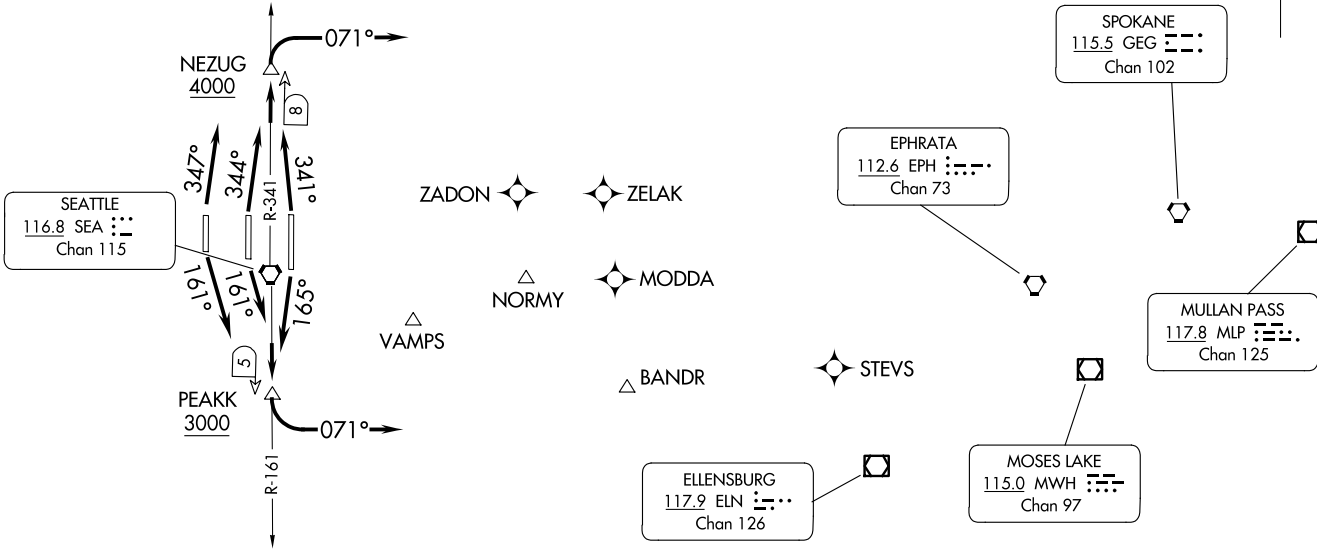 071°
NEZUG
4000
8
347°
344°
341°
R-341
SEATTLE
116.8 SEA
Chan 115
161°
161°
165°
5
PEAKK
3000
071°
R-161
ZADON
ZELAK
NORMY
MODDA
VAMPS
BANDR
STEVS
SPOKANE
115.5 GEG
Chan 102
EPHRATA
112.6 EPH
Chan 73
MULLAN PASS
117.8 MLP
Chan 125
MOSES LAKE
115.0 MWH
Chan 97
ELLENSBURG
117.9 ELN
Chan 126